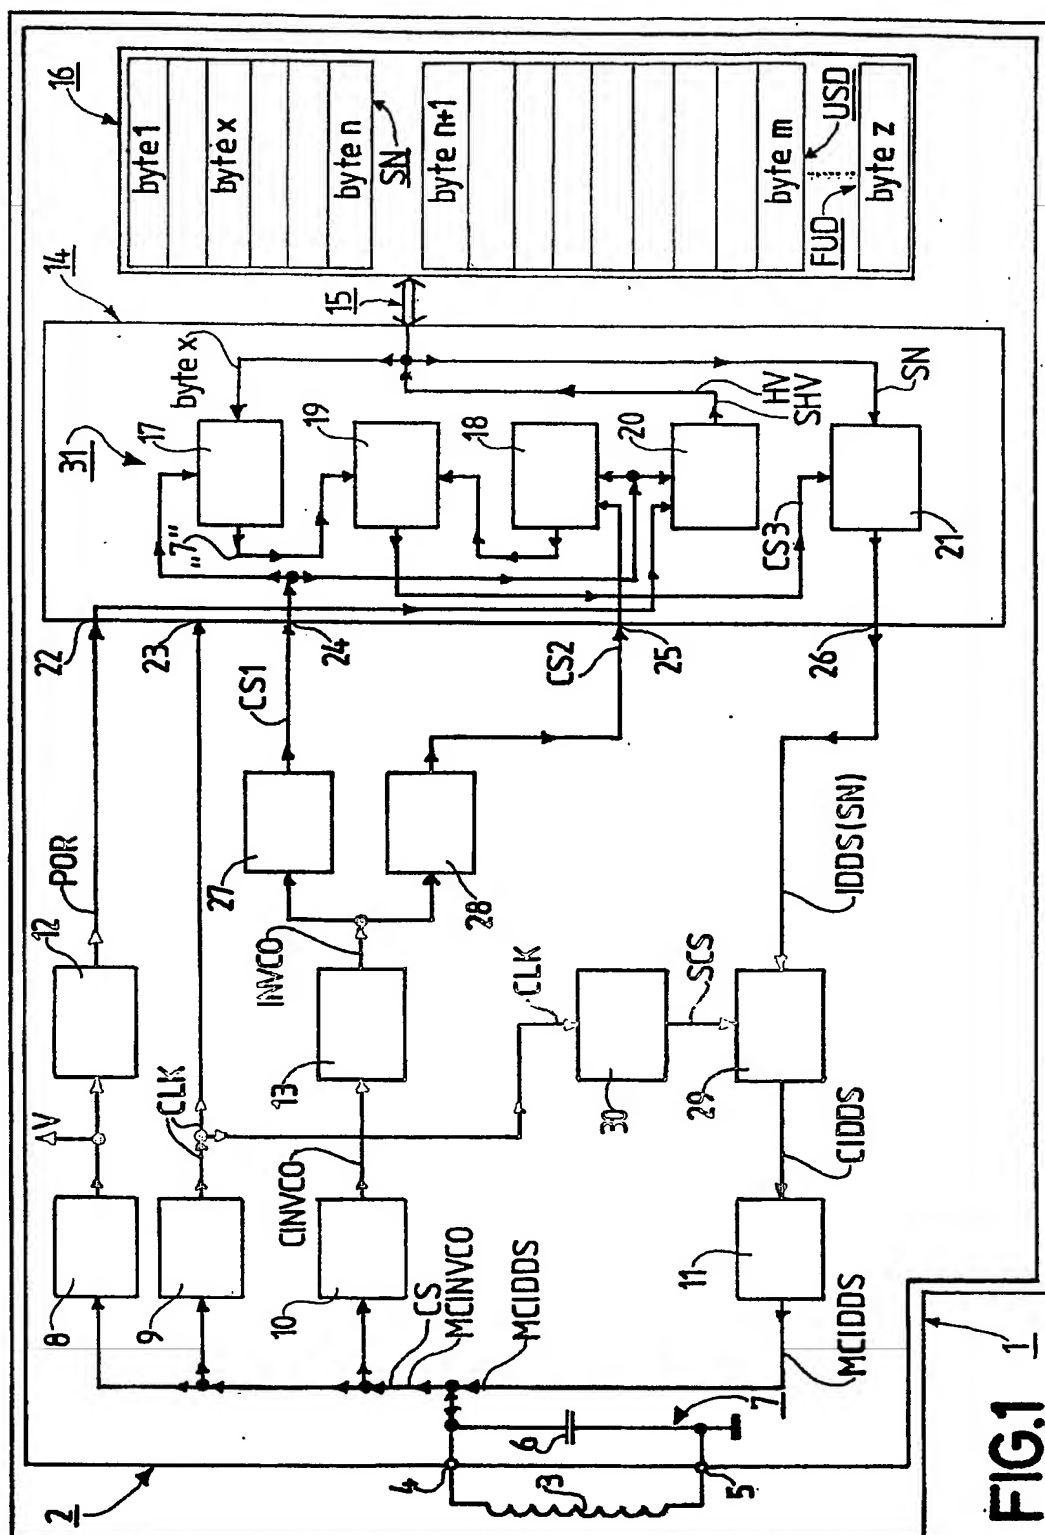 2
4
3
5
6
7
8
9
10
CS
MCINVCO
MCIDDS
11
MCIDDS
AV
CLK
CINVCO
12
POR
13
INVCO
CLK
30
SCS
29
CIDDS
27
28
CS1
IDDS(SN)
22
23
24
CS2
25
26
14
31
17
byte x
„7"
19
18
20
HV
SHV
CS3
21
SN
15
16
byte 1
byte x
byte n
SN
byte n+1
byte m
USD
FUD
byte z
1
FIG.1